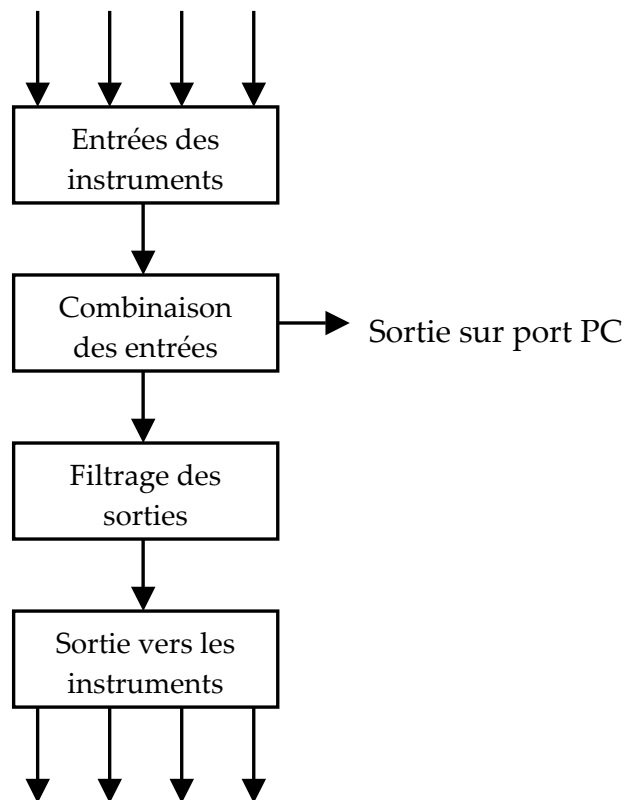 Entrées des
instruments
Combinaison
des entrées
Sortie sur port PC
Filtrage des
sorties
Sortie vers les
instruments